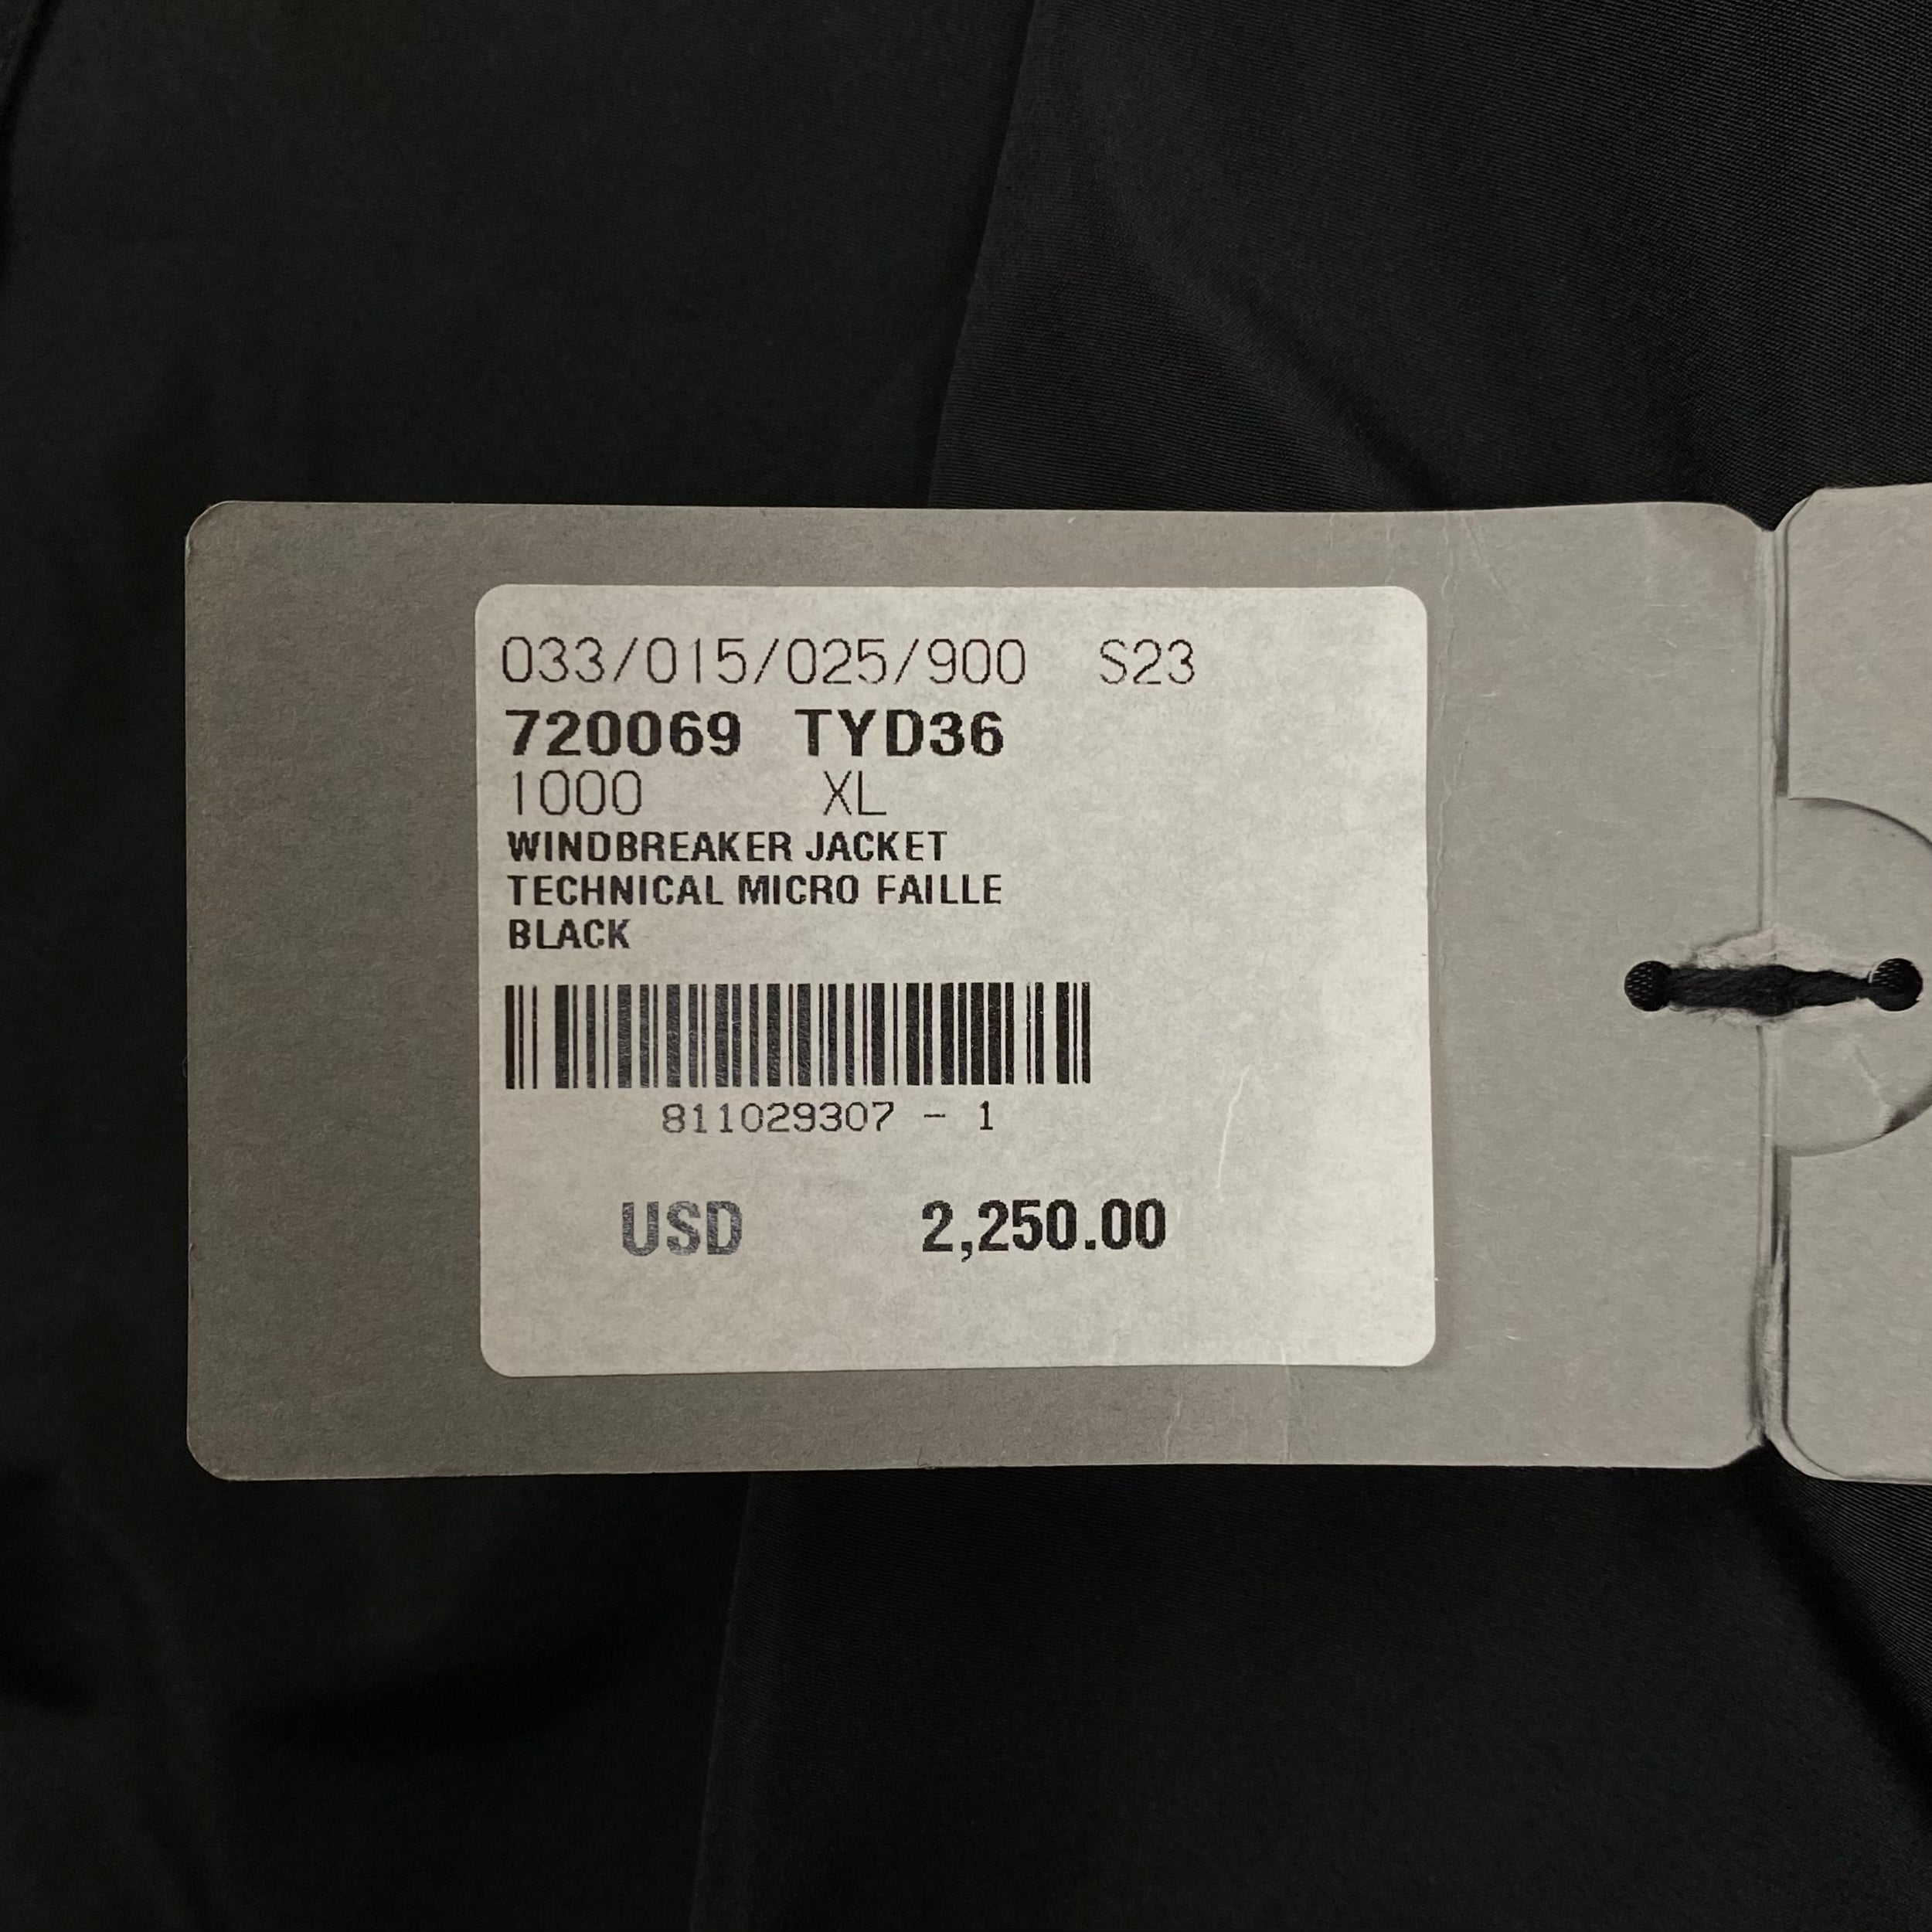 033/015/025/900 S23
720069 TYD36
1000 XL
WINDBREAKER JACKET
TECHNICAL MICRO FAILLE
BLACK
811029307 - 1
USD 2,250.00